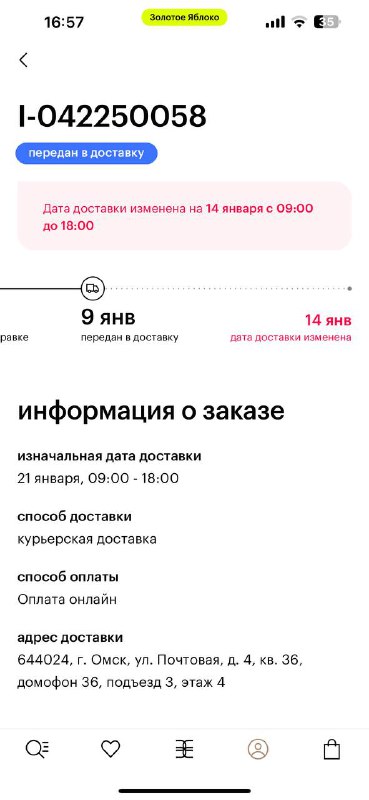 16:57
Золотое Яблоко
35
I-042250058
передан в доставку
Дата доставки изменена на 14 января с 09:00
до 18:00
9 янв
14 янв
равке
передан в доставку
дата доставки изменена
информация о заказе
изначальная дата доставки
21 января, 09:00 - 18:00
способ доставки
курьерская доставка
способ оплаты
Оплата онлайн
адрес доставки
644024, г. Омск, ул. Почтовая, д. 4, кв. 36,
домофон 36, подъезд 3, этаж 4